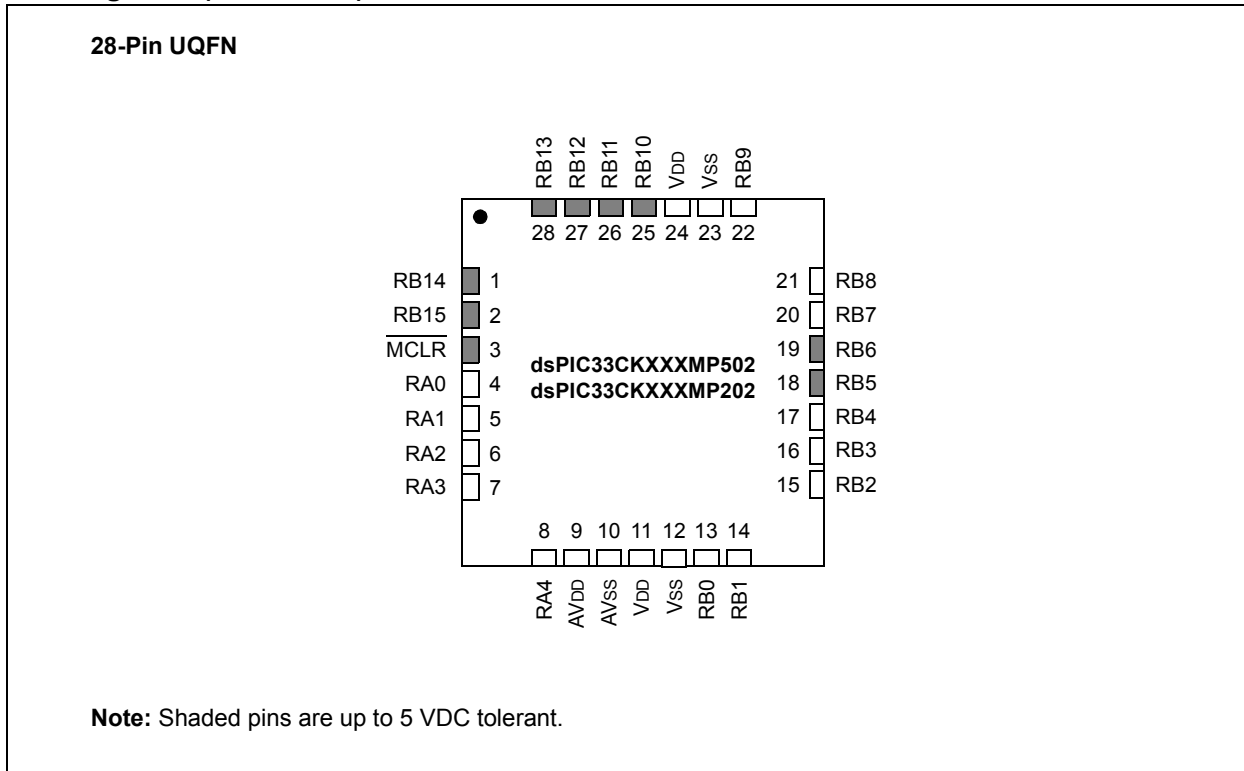 28-Pin UQFN
RB13 RB12 RB11 RB10 VDD VSS RB9
28 27 26 25 24 23 22
RB14 1 21 RB8
RB15 2 20 RB7
MCLR 3 19 RB6
dsPIC33CKXXXMP502
RA0 4 18 RB5
dsPIC33CKXXXMP202
RA1 5 17 RB4
RA2 6 16 RB3
RA3 7 15 RB2
8 9 10 11 12 13 14
RA4 AVDD AVSS VDD VSS RB0 RB1
Note: Shaded pins are up to 5 VDC tolerant.